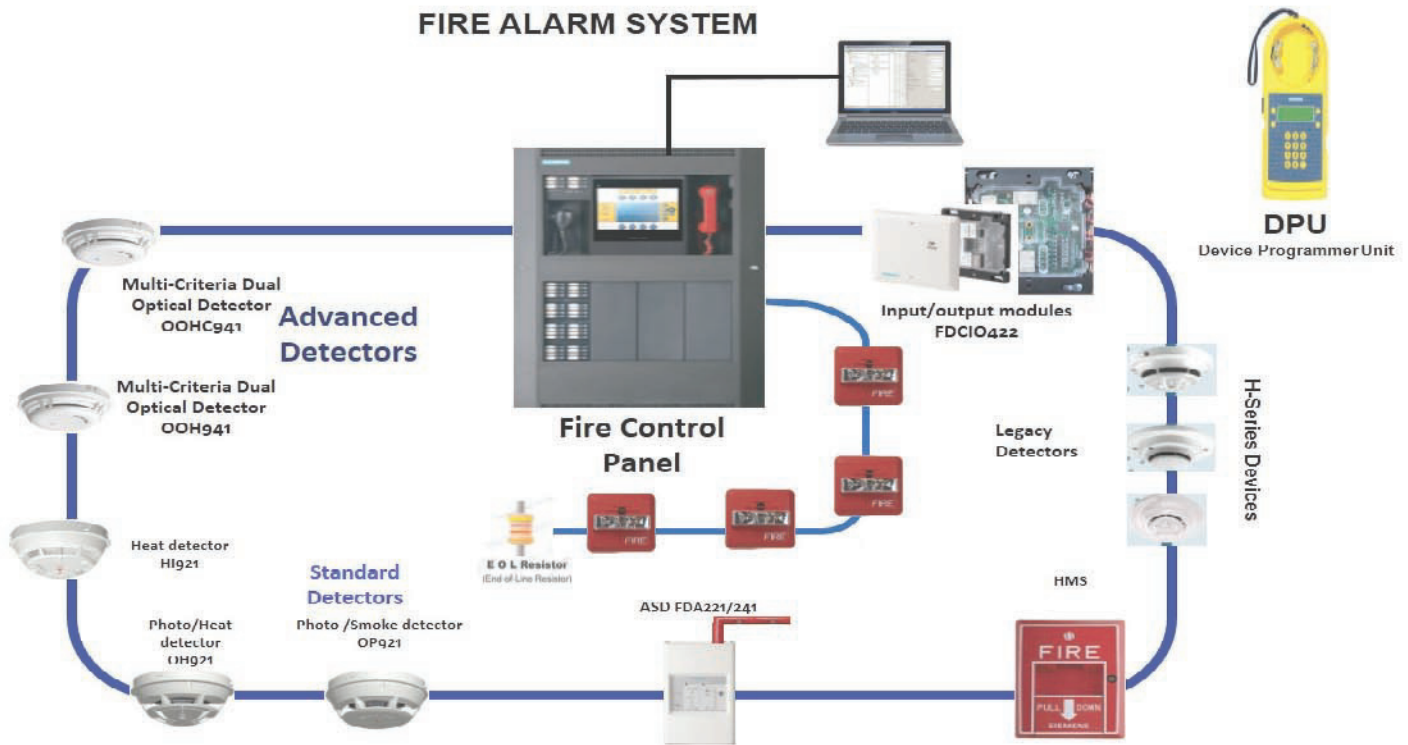 FIRE ALARM SYSTEM
DPU
Device Programmer Unit
Multi-Criteria Dual
Optical Detector
OOHC941
Advanced
Detectors
Multi-Criteria Dual
Optical Detector
OOH941
Fire Control
Panel
Input/output modules
FDCIO422
FIRE
FIRE
FIRE
FIRE
Legacy
Detectors
H-Series Devices
E O L Resistor
(End of-Line Resistor)
Heat detector
HI921
Standard
Detectors
Photo/Heat
detector
OH921
Photo /Smoke detector
OP921
ASD FDA221/241
HMS
FIRE
PULL DOWN
SIEMENS